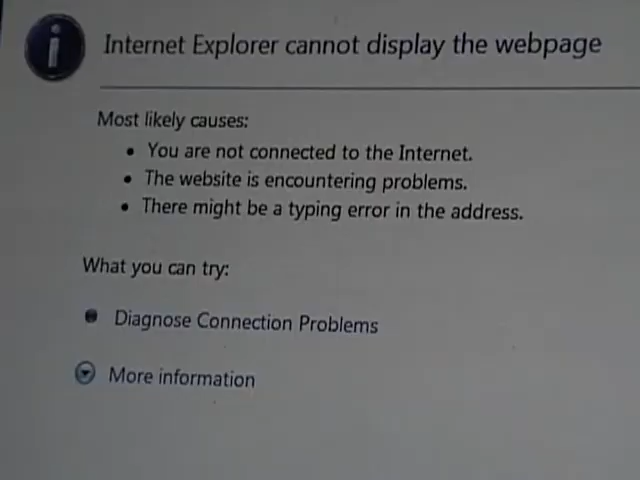 Internet Explorer cannot display the webpage
Most likely causes:
• You are not connected to the Internet.
• The website is encountering problems.
• There might be a typing error in the address.
What you can try:
Diagnose Connection Problems
More information